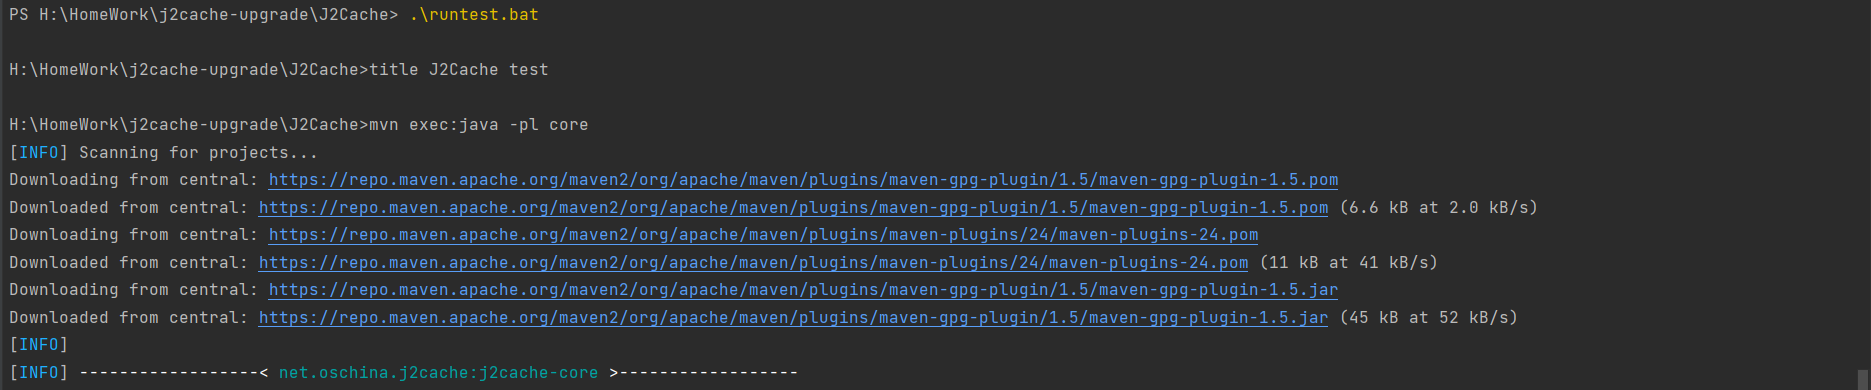 PS H:\HomeWork\j2cache-upgrade\J2Cache> .\runtest.bat
H:\HomeWork\j2cache-upgrade\J2Cache>title J2Cache test
H:\HomeWork\j2cache-upgrade\J2Cache>mvn exec:java -pl core
[INFO] Scanning for projects...
Downloading from central: https://repo.maven.apache.org/maven2/org/apache/maven/plugins/maven-gpg-plugin/1.5/maven-gpg-plugin-1.5.pom
Downloaded from central: https://repo.maven.apache.org/maven2/org/apache/maven/plugins/maven-gpg-plugin/1.5/maven-gpg-plugin-1.5.pom (6.6 kB at 2.0 kB/s)
Downloading from central: https://repo.maven.apache.org/maven2/org/apache/maven/plugins/maven-plugins/24/maven-plugins-24.pom
Downloaded from central: https://repo.maven.apache.org/maven2/org/apache/maven/plugins/maven-plugins/24/maven-plugins-24.pom (11 kB at 41 kB/s)
Downloading from central: https://repo.maven.apache.org/maven2/org/apache/maven/plugins/maven-gpg-plugin/1.5/maven-gpg-plugin-1.5.jar
Downloaded from central: https://repo.maven.apache.org/maven2/org/apache/maven/plugins/maven-gpg-plugin/1.5/maven-gpg-plugin-1.5.jar (45 kB at 52 kB/s)
[INFO]
[INFO] ------------------< net.oschina.j2cache:j2cache-core >------------------